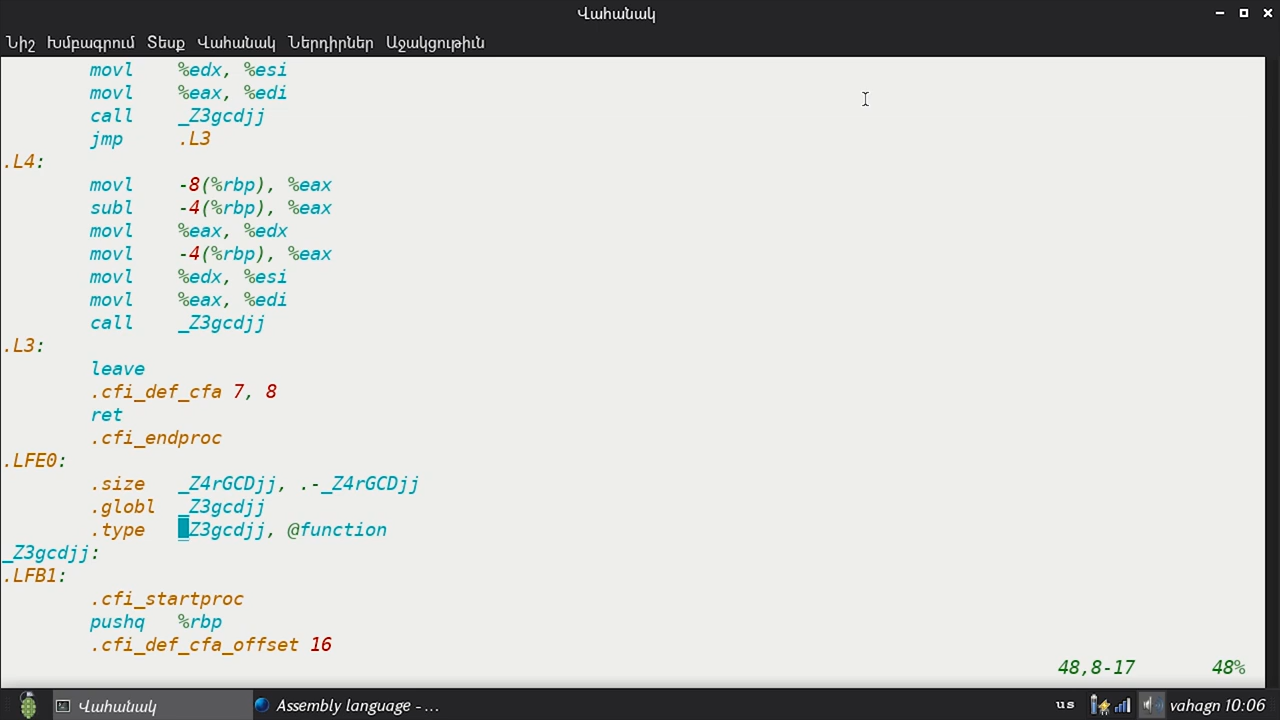 Վահանակ
Նիշ Խմբագրում Տեսք Վահանակ Ներդիրներ Աջակցութիւն
movl %edx, %esi
movl %eax, %edi
call _Z3gcdjj
jmp .L3
.L4:
movl -8(%rbp), %eax
subl -4(%rbp), %eax
movl %eax, %edx
movl -4(%rbp), %eax
movl %edx, %esi
movl %eax, %edi
call _Z3gcdjj
.L3:
leave
.cfi_def_cfa 7, 8
ret
.cfi_endproc
.LFE0:
.size _Z4rGCDjj, .-_Z4rGCDjj
.globl _Z3gcdjj
.type _Z3gcdjj, @function
_Z3gcdjj:
.LFB1:
.cfi_startproc
pushq %rbp
.cfi_def_cfa_offset 16
48,8-17 48%
Վահանակ Assembly language - ... us vahagn 10:06